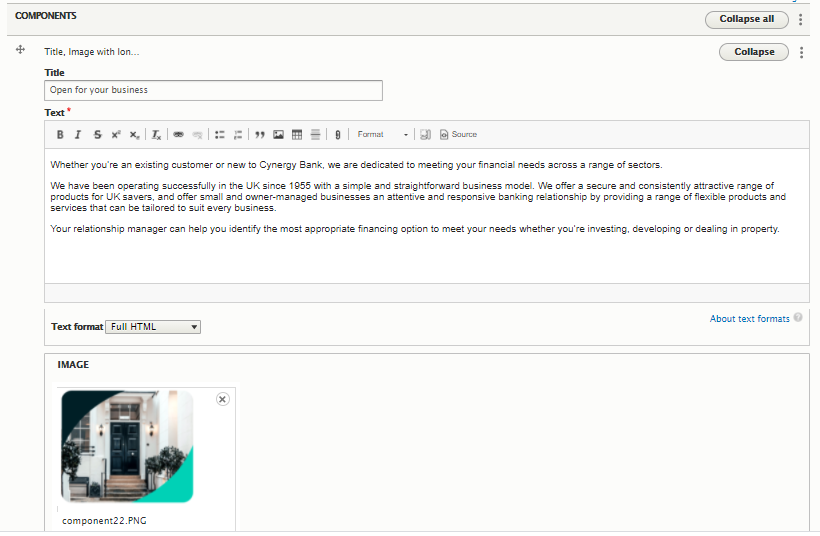 COMPONENTS
Collapse all
Title, Image with lon...
Collapse
Title
Open for your business
Text *
Format
Source
Whether you're an existing customer or new to Cynergy Bank, we are dedicated to meeting your financial needs across a range of sectors.
We have been operating successfully in the UK since 1955 with a simple and straightforward business model. We offer a secure and consistently attractive range of
products for UK savers, and offer small and owner-managed businesses an attentive and responsive banking relationship by providing a range of flexible products and
services that can be tailored to suit every business.
Your relationship manager can help you identify the most appropriate financing option to meet your needs whether you're investing, developing or dealing in property.
About text formats
Text format Full HTML
IMAGE
component22.PNG